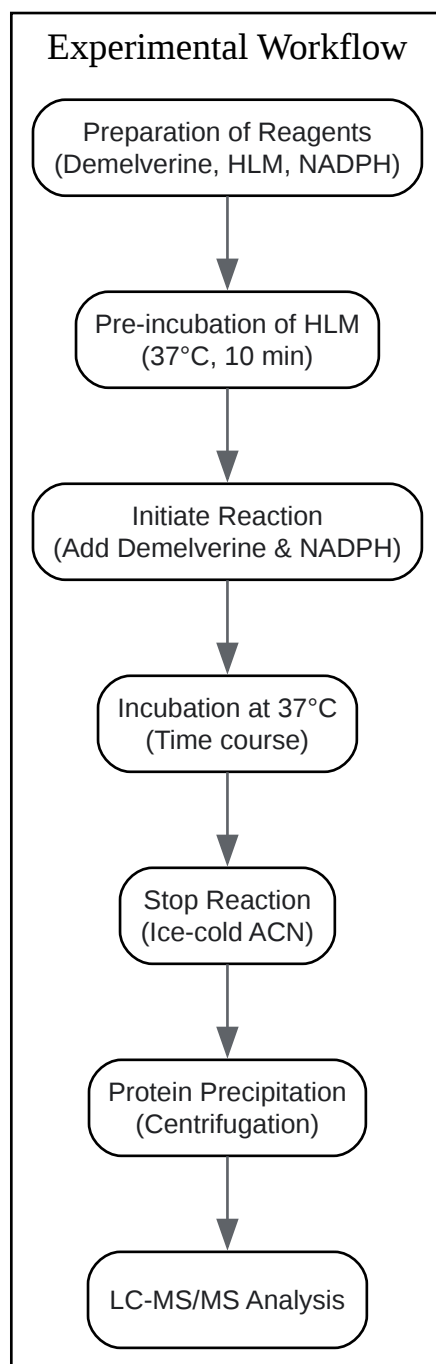 Experimental Workflow
Preparation of Reagents
(Demelverine, HLM, NADPH)
Pre-incubation of HLM
(37°C, 10 min)
Initiate Reaction
(Add Demelverine & NADPH)
Incubation at 37°C
(Time course)
Stop Reaction
(Ice-cold ACN)
Protein Precipitation
(Centrifugation)
LC-MS/MS Analysis